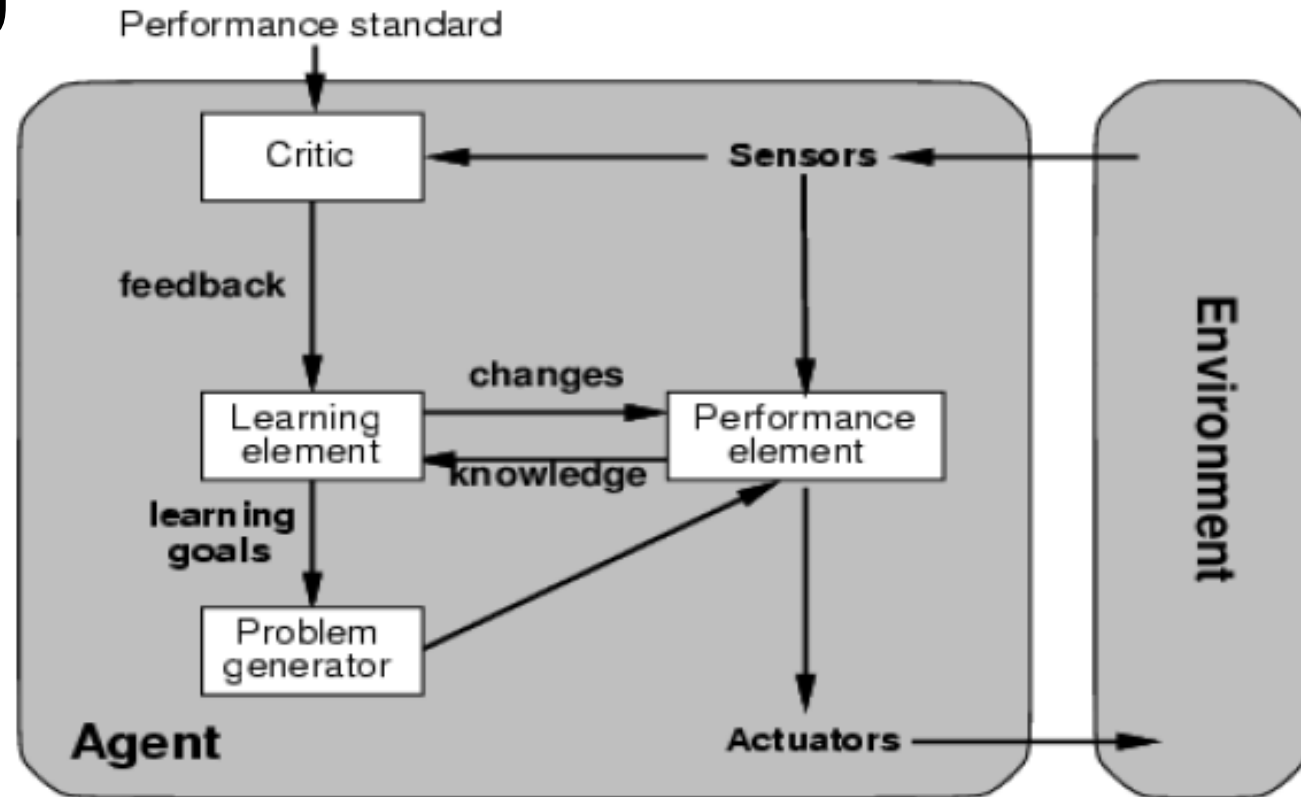 Performance standard
Critic
Sensors
feedback
changes
Learning
element
Performance
element
knowledge
learning
goals
Problem
generator
Agent
Actuators
Environment